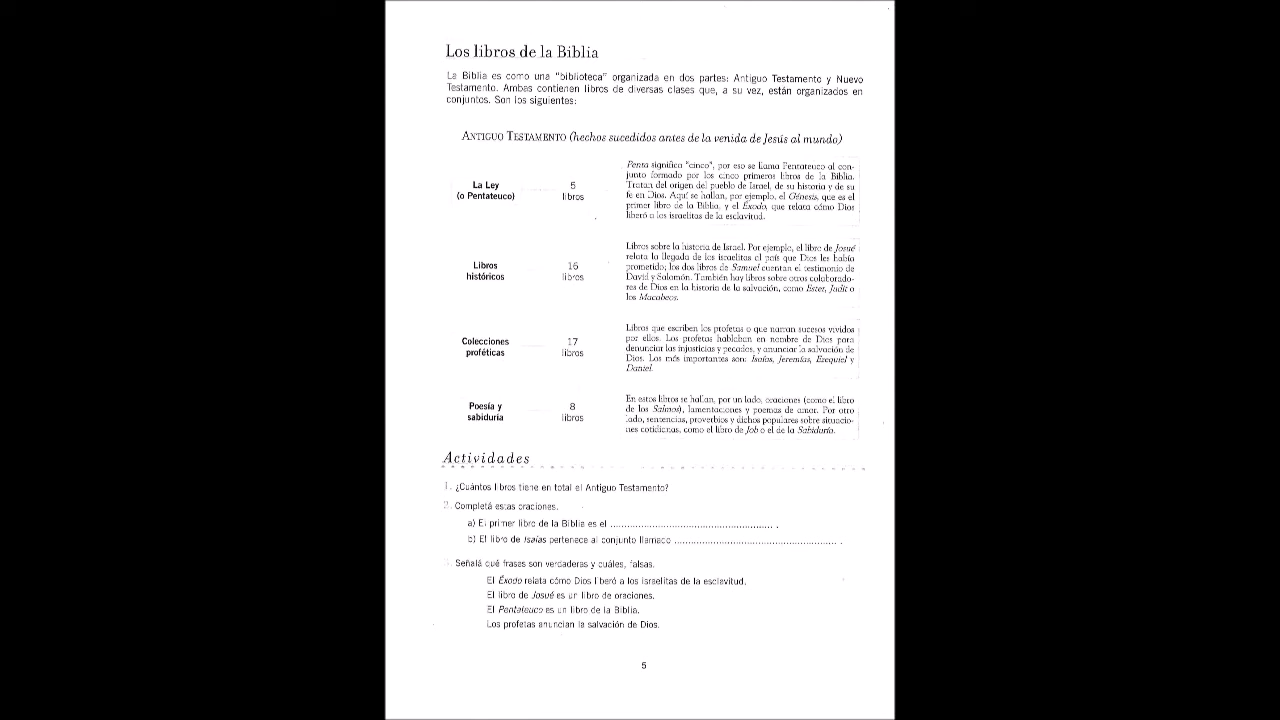 Los libros de la Biblia
La Biblia es como una "biblioteca" organizada en dos partes: Antiguo Testamento y Nuevo
Testamento. Ambas contienen libros de diversas clases que, a su vez, están organizados en
conjuntos. Son los siguientes:
ANTIGUO TESTAMENTO (hechos sucedidos antes de la venida de Jesús al mundo)
La Ley
(o Pentateuco)
5
libros
Penta significa "cinco", por eso se llama Pentateuco al con-
junto formado por los cinco primeros libros de la Biblia.
Tratan del origen del pueblo de Israel, de su historia y de su
fe en Dios. Aquí se hallan, por ejemplo, el Génesis, que es el
primer libro de la Biblia, y el Éxodo, que relata cómo Dios
liberó a los israelitas de la esclavitud.
Libros
históricos
16
libros
Libros sobre la historia de Israel. Por ejemplo, el libro de Josué
relata la llegada de los israelitas al país que Dios les había
prometido; los dos libros de Samuel cuentan el testimonio de
David y Salomón. También hay libros sobre otros colaborado-
res de Dios en la historia de la salvación, como Ester, Judit o
los Macabeos.
Colecciones
proféticas
17
libros
Libros que escriben los profetas o que narran sucesos vividos
por ellos. Los profetas hablaban en nombre de Dios para
denunciar las injusticias y pecados, y anunciar la salvación de
Dios. Los más importantes son: Isaías, Jeremías, Ezequiel y
Daniel.
Poesía y
sabiduría
8
libros
En estos libros se hallan, por un lado, oraciones (como el libro
de los Salmos), lamentaciones y poemas de amor. Por otro
lado, sentencias, proverbios y dichos populares sobre situacio-
nes cotidianas, como el libro de Job o el de la Sabiduría.
Actividades
1. ¿Cuántos libros tiene en total el Antiguo Testamento?
2. Completá estas oraciones.
a) El primer libro de la Biblia es el ............................................................ .
b) El libro de Isaías pertenece al conjunto llamado ............................................................ .
3. Señalá qué frases son verdaderas y cuáles, falsas.
El Éxodo relata cómo Dios liberó a los israelitas de la esclavitud.
El libro de Josué es un libro de oraciones.
El Pentateuco es un libro de la Biblia.
Los profetas anuncian la salvación de Dios.
5